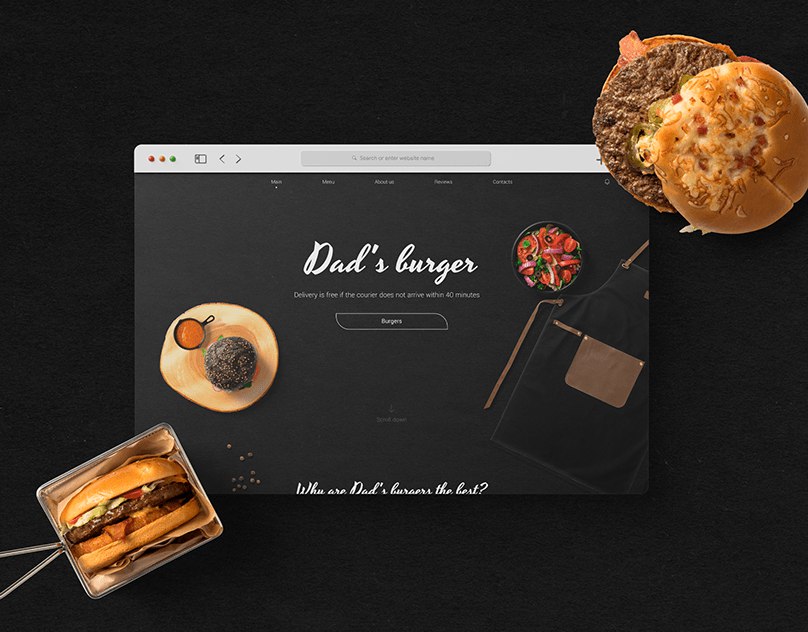 Search or enter website name
Main
Menu
About us
Reviews
Contacts
Dad's burger
Delivery is free if the courier does not arrive within 40 minutes
Burgers
Scroll down
Why are Dad's burgers the best?